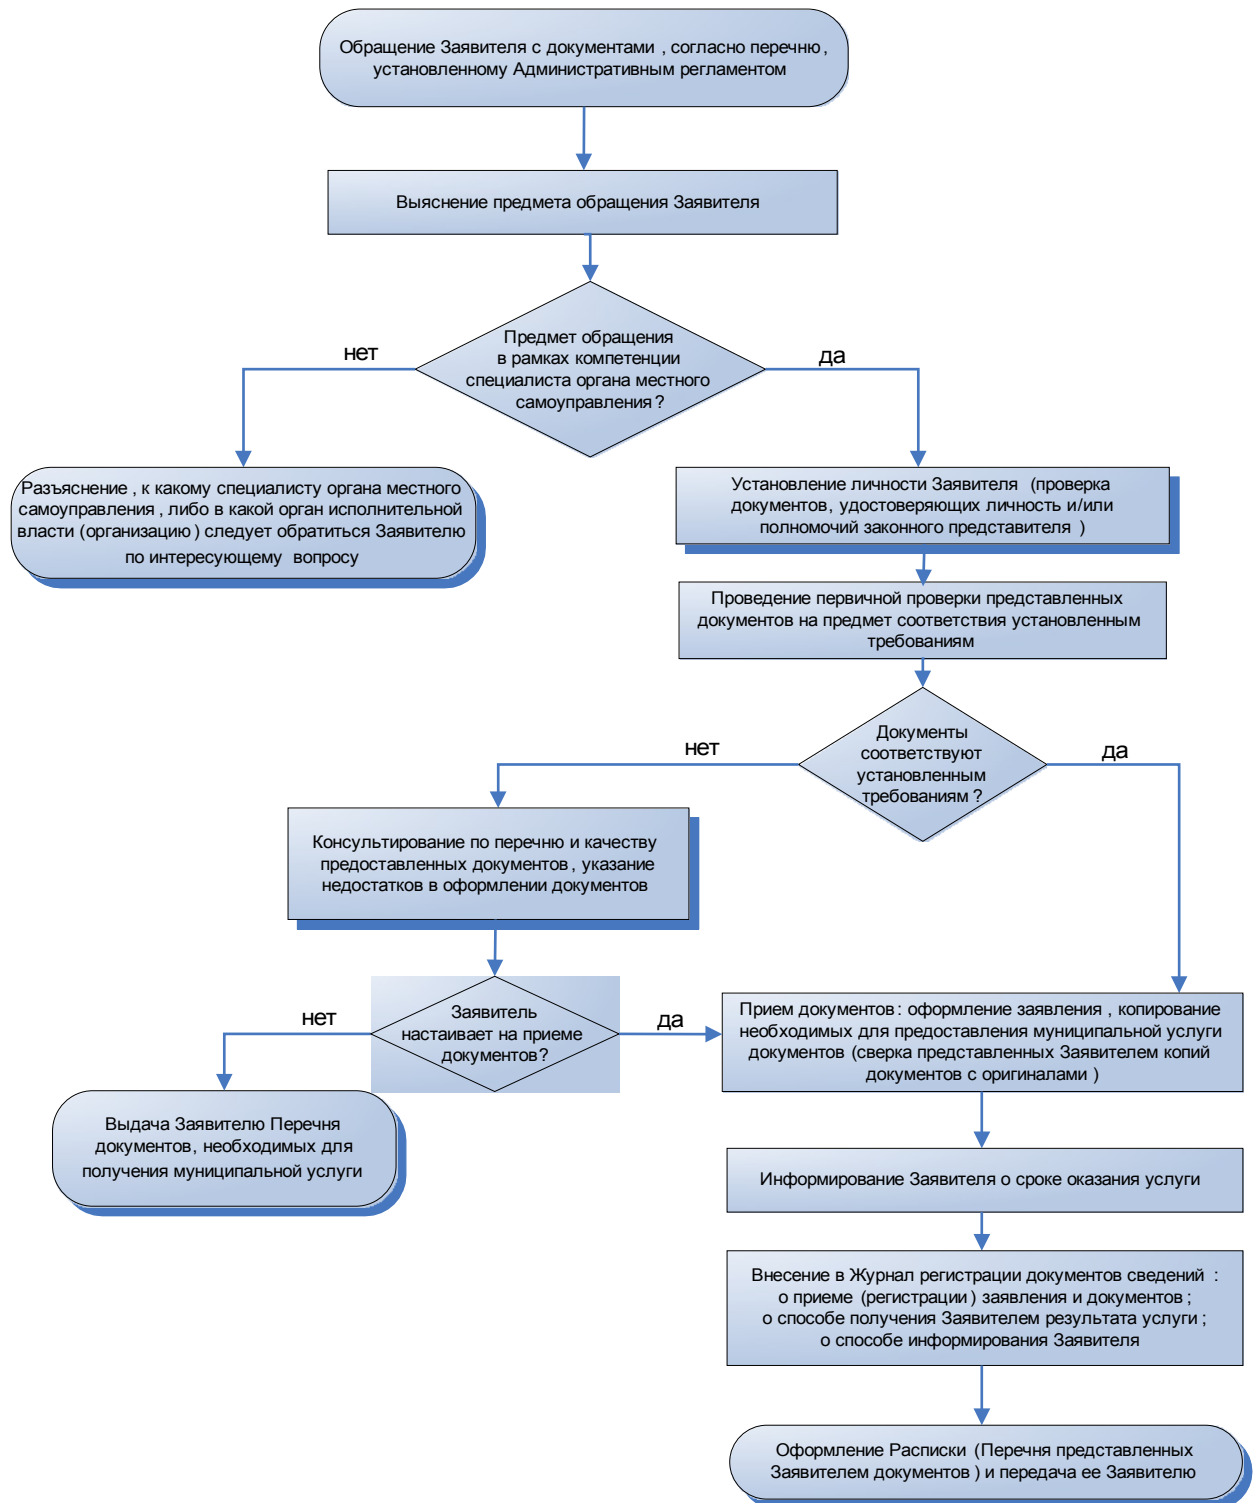 Обращение Заявителя с документами , согласно перечню,
установленному Административным регламентом
Выяснение предмета обращения Заявителя
Предмет обращения
в рамках компетенции
специалиста органа местного
самоуправления ?
нет
да
Разъяснение , к какому специалисту органа местного
самоуправления , либо в какой орган исполнительной
власти (организацию ) следует обратиться Заявителю
по интересующему вопросу
Установление личности Заявителя (проверка
документов, удостоверяющих личность и/или
полномочий законного представителя )
Проведение первичной проверки представленных
документов на предмет соответствия установленным
требованиям
Документы
соответствуют
установленным
требованиям ?
нет
да
Консультирование по перечню и качеству
предоставленных документов , указание
недостатков в оформлении документов
Заявитель
настаивает на приеме
документов?
нет
да
Прием документов : оформление заявления , копирование
необходимых для предоставления муниципальной услуги
документов (сверка представленных Заявителем копий
документов с оригиналами )
Выдача Заявителю Перечня
документов, необходимых для
получения муниципальной услуги
Информирование Заявителя о сроке оказания услуги
Внесение в Журнал регистрации документов сведений :
о приеме (регистрации ) заявления и документов ;
о способе получения Заявителем результата услуги ;
о способе информирования Заявителя
Оформление Расписки (Перечня представленных
Заявителем документов ) и передача ее Заявителю